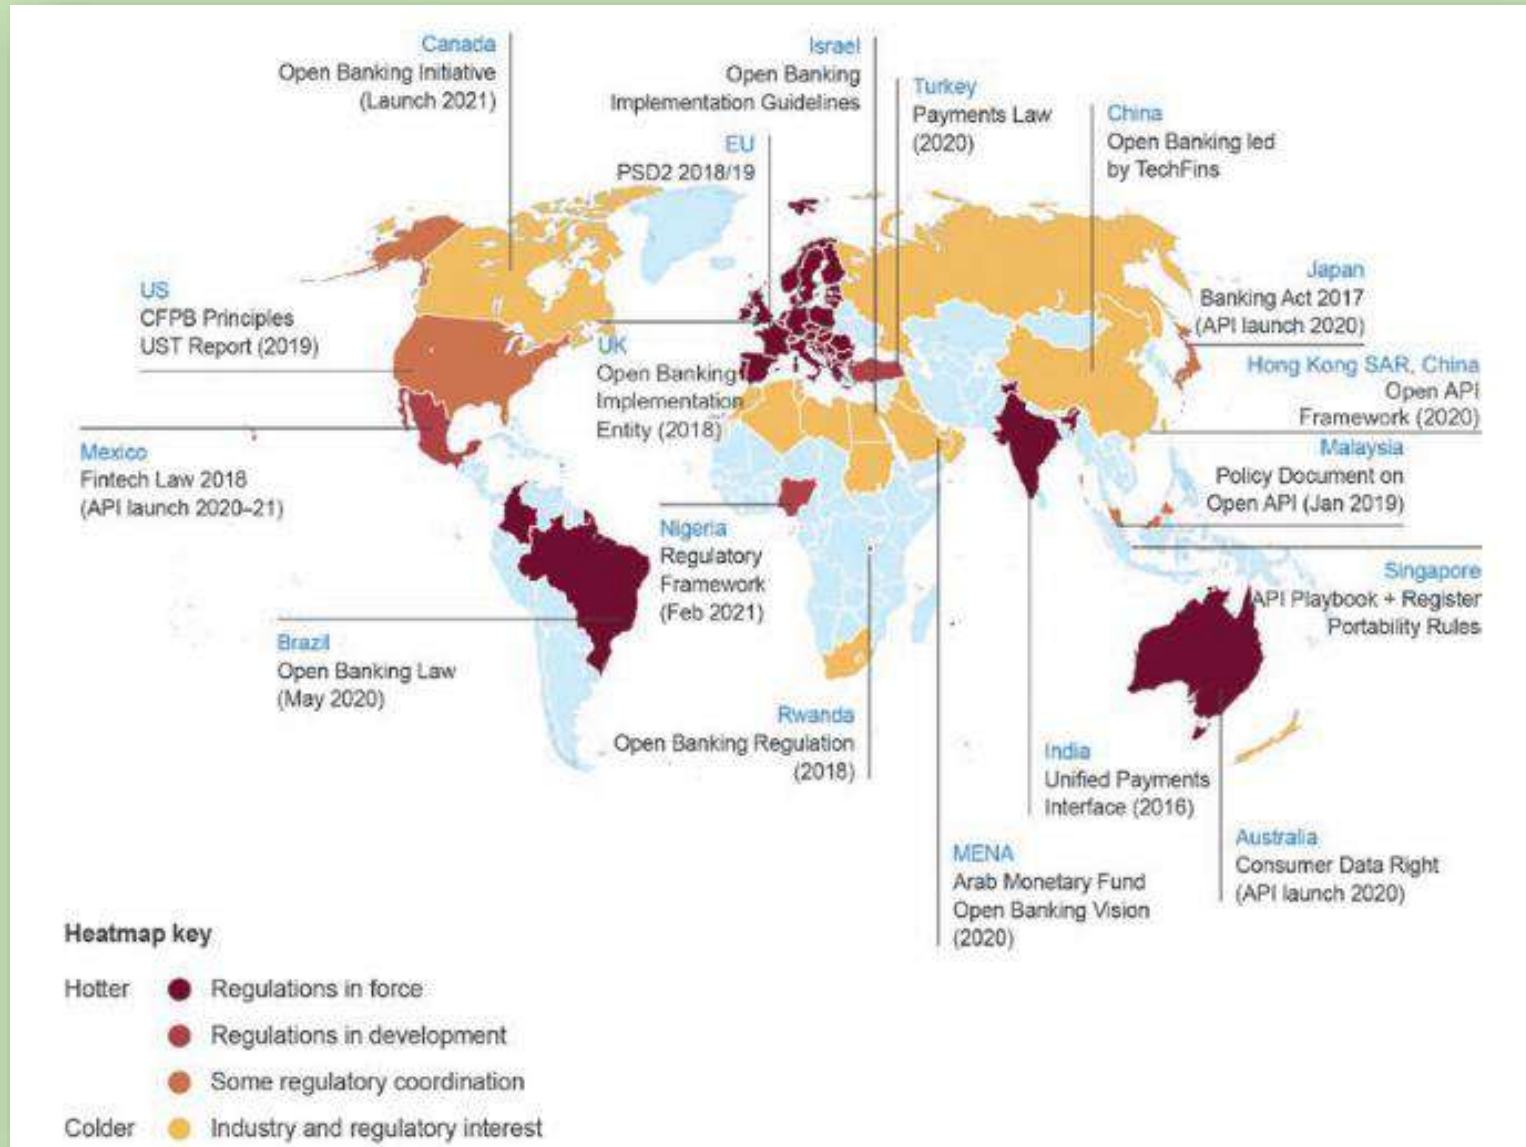 Canada
Open Banking Initiative
(Launch 2021)
Israel
Open Banking
Implementation Guidelines
Turkey
Payments Law
(2020)
China
Open Banking led
by TechFins
EU
PSD2 2018/19
US
CFPB Principles
UST Report (2019)
UK
Open Banking
Implementation
Entity (2018)
Japan
Banking Act 2017
(API launch 2020)
Hong Kong SAR, China
Open API
Framework (2020)
Mexico
Fintech Law 2018
(API launch 2020–21)
Malaysia
Policy Document on
Open API (Jan 2019)
Nigeria
Regulatory
Framework
(Feb 2021)
Singapore
API Playbook + Register
Portability Rules
Brazil
Open Banking Law
(May 2020)
Rwanda
Open Banking Regulation
(2018)
India
Unified Payments
Interface (2016)
Australia
Consumer Data Right
(API launch 2020)
MENA
Arab Monetary Fund
Open Banking Vision
(2020)
Heatmap key
Hotter Regulations in force
Regulations in development
Some regulatory coordination
Colder Industry and regulatory interest